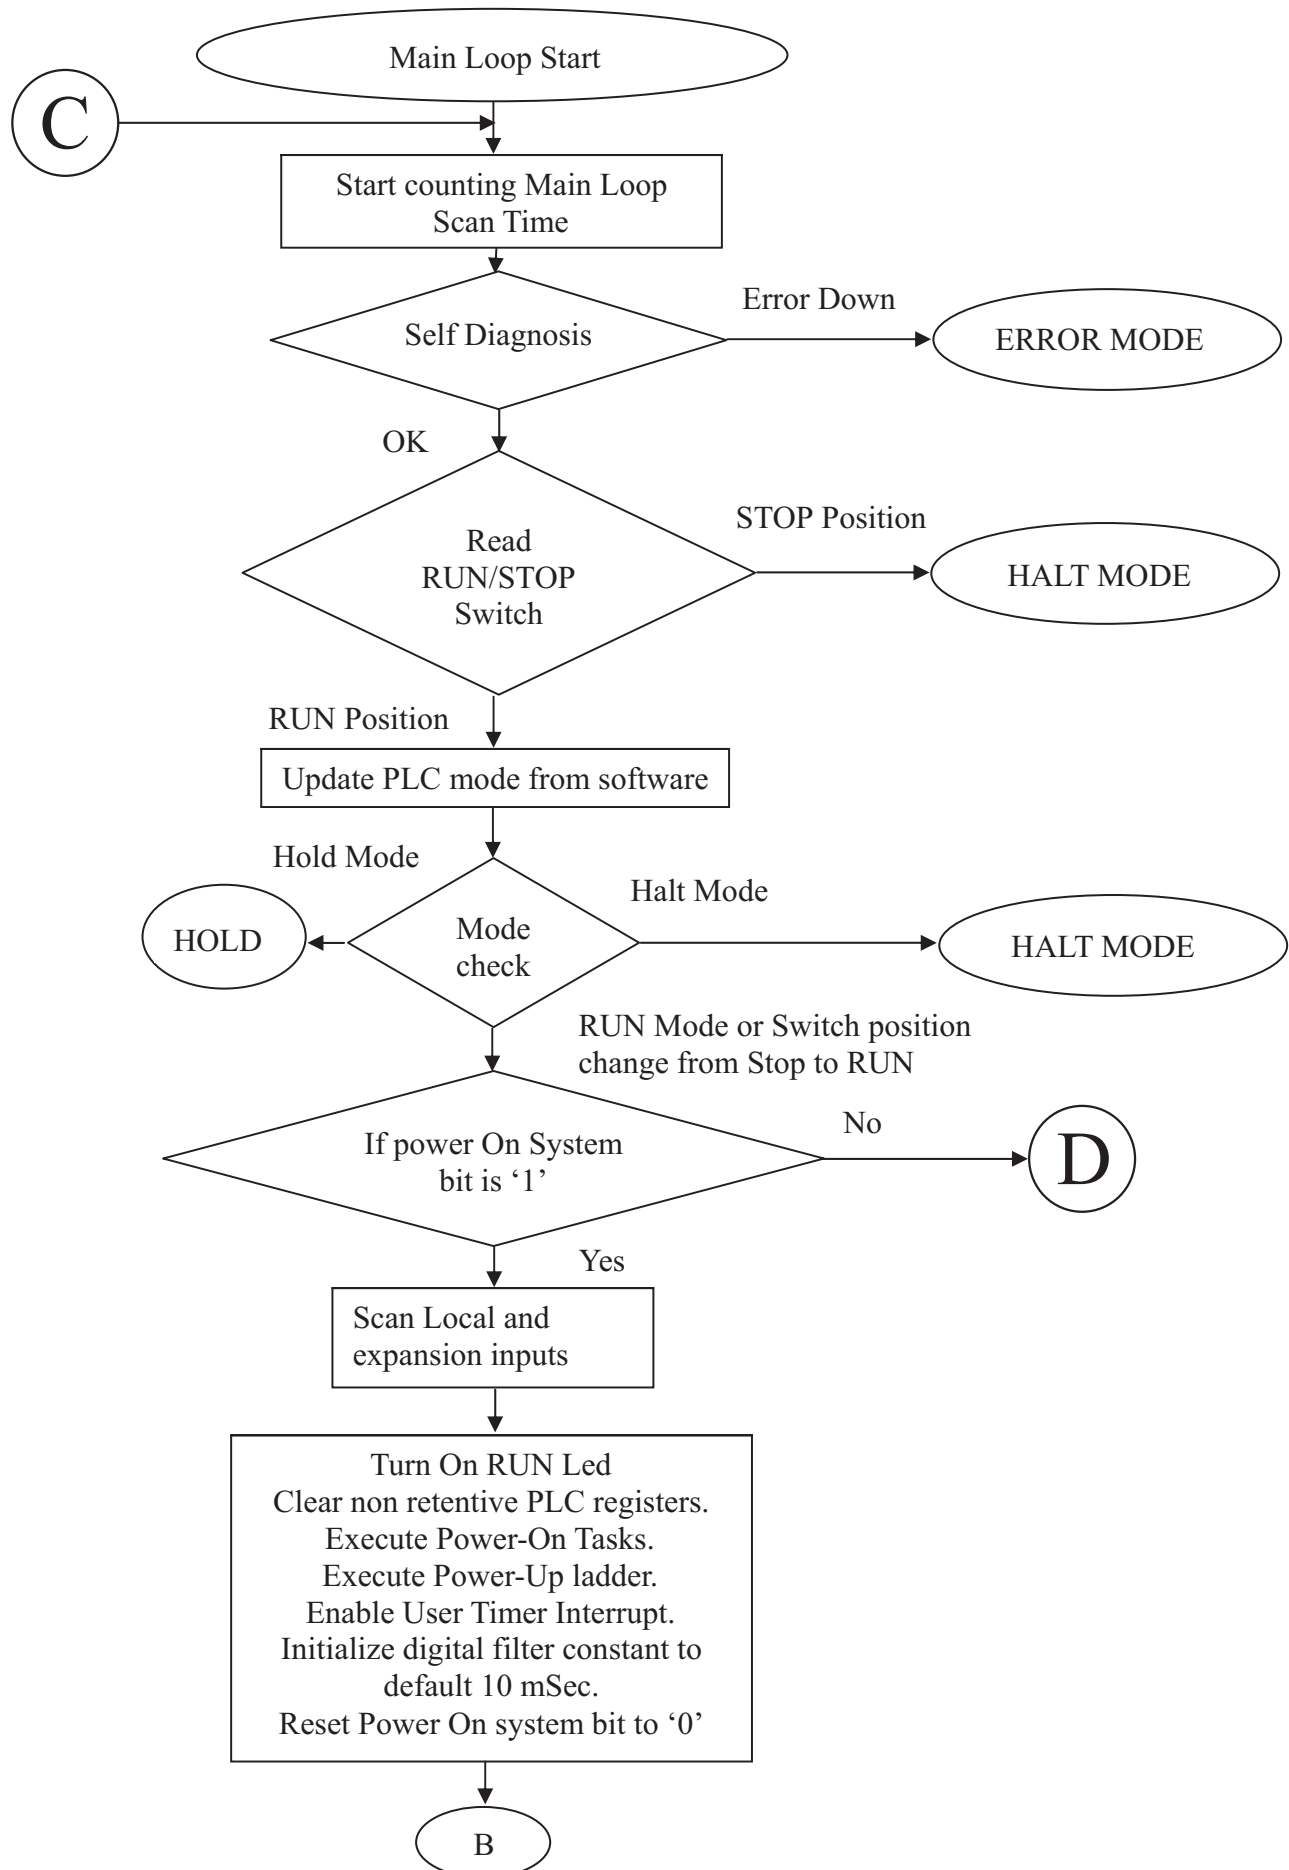 Main Loop Start
C
Start counting Main Loop
Scan Time
Error Down
Self Diagnosis
ERROR MODE
OK
STOP Position
Read
RUN/STOP
Switch
HALT MODE
RUN Position
Update PLC mode from software
Hold Mode
Halt Mode
HOLD
Mode
check
HALT MODE
RUN Mode or Switch position
change from Stop to RUN
No
If power On System
bit is ‘1’
D
Yes
Scan Local and
expansion inputs
Turn On RUN Led
Clear non retentive PLC registers.
Execute Power-On Tasks.
Execute Power-Up ladder.
Enable User Timer Interrupt.
Initialize digital filter constant to
default 10 mSec.
Reset Power On system bit to ‘0’
B